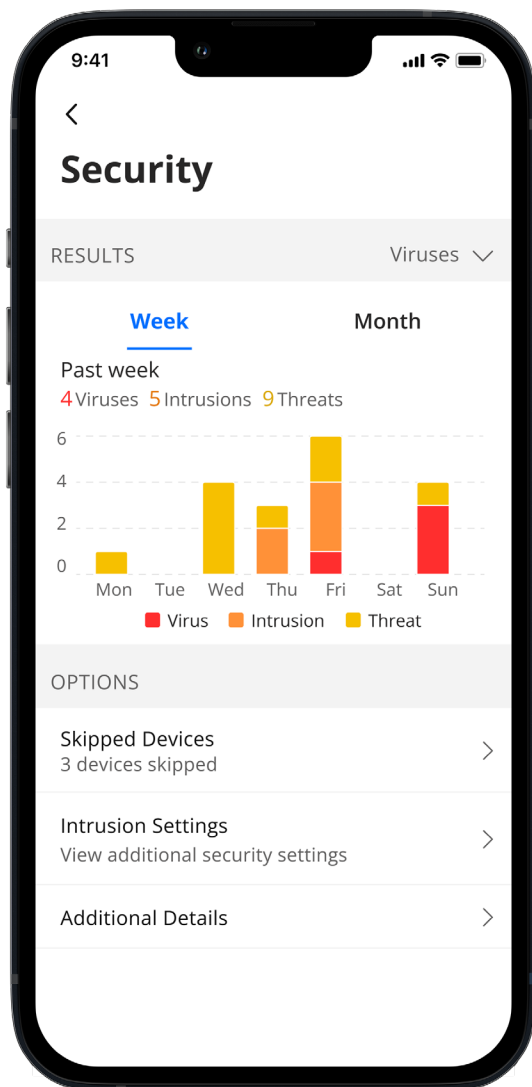 9:41
Security
RESULTS Viruses
Week Month
Past week
4 Viruses 5 Intrusions 9 Threats
6
4
2
0
Mon Tue Wed Thu Fri Sat Sun
Virus Intrusion Threat
OPTIONS
Skipped Devices
3 devices skipped
Intrusion Settings
View additional security settings
Additional Details